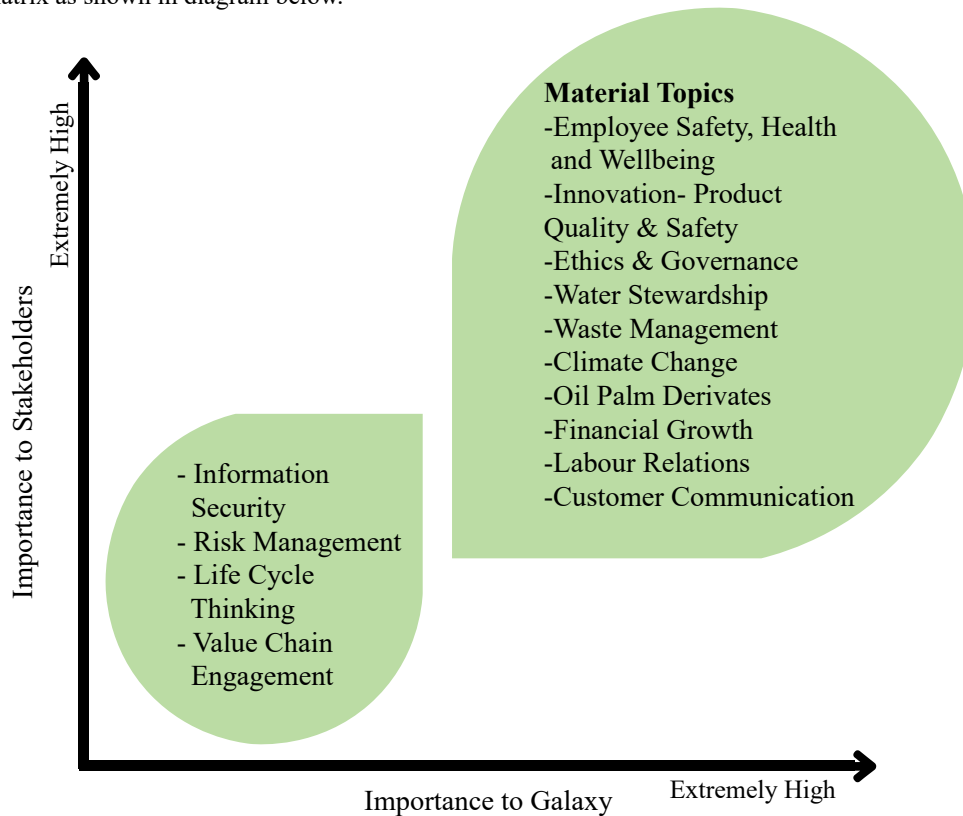 matrix as shown in diagram below.
Extremely High
Importance to Stakeholders
Material Topics
-Employee Safety, Health
and Wellbeing
-Innovation- Product
Quality & Safety
-Ethics & Governance
-Water Stewardship
-Waste Management
-Climate Change
-Oil Palm Derivates
-Financial Growth
-Labour Relations
-Customer Communication
- Information
Security
- Risk Management
- Life Cycle
Thinking
- Value Chain
Engagement
Importance to Galaxy
Extremely High